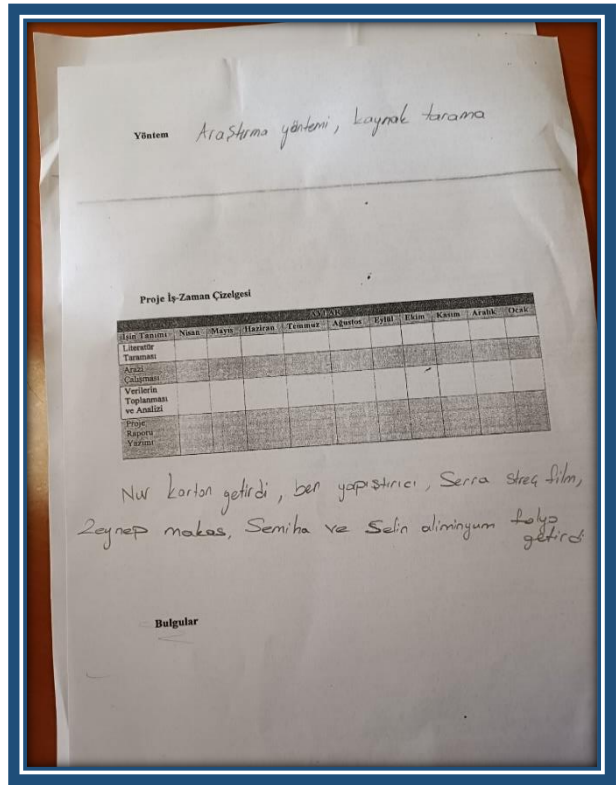 Yöntem Araştırma yöntemi, kaynak tarama
Proje İş-Zaman Çizelgesi
AYLAR
İşin Tanımı Nisan Mayıs Haziran Temmuz Ağustos Eylül Ekim Kasım Aralık Ocak
Literatür
Taraması
Arazi
Çalışması
Verilerin
Toplanması
ve Analizi
Proje
Raporu
Yazımı
Nur karton getirdi, ben yapıştırıcı, Serra streç film,
Zeynep makas, Semiha ve Selin aliminyum folyo
getirdi
Bulgular